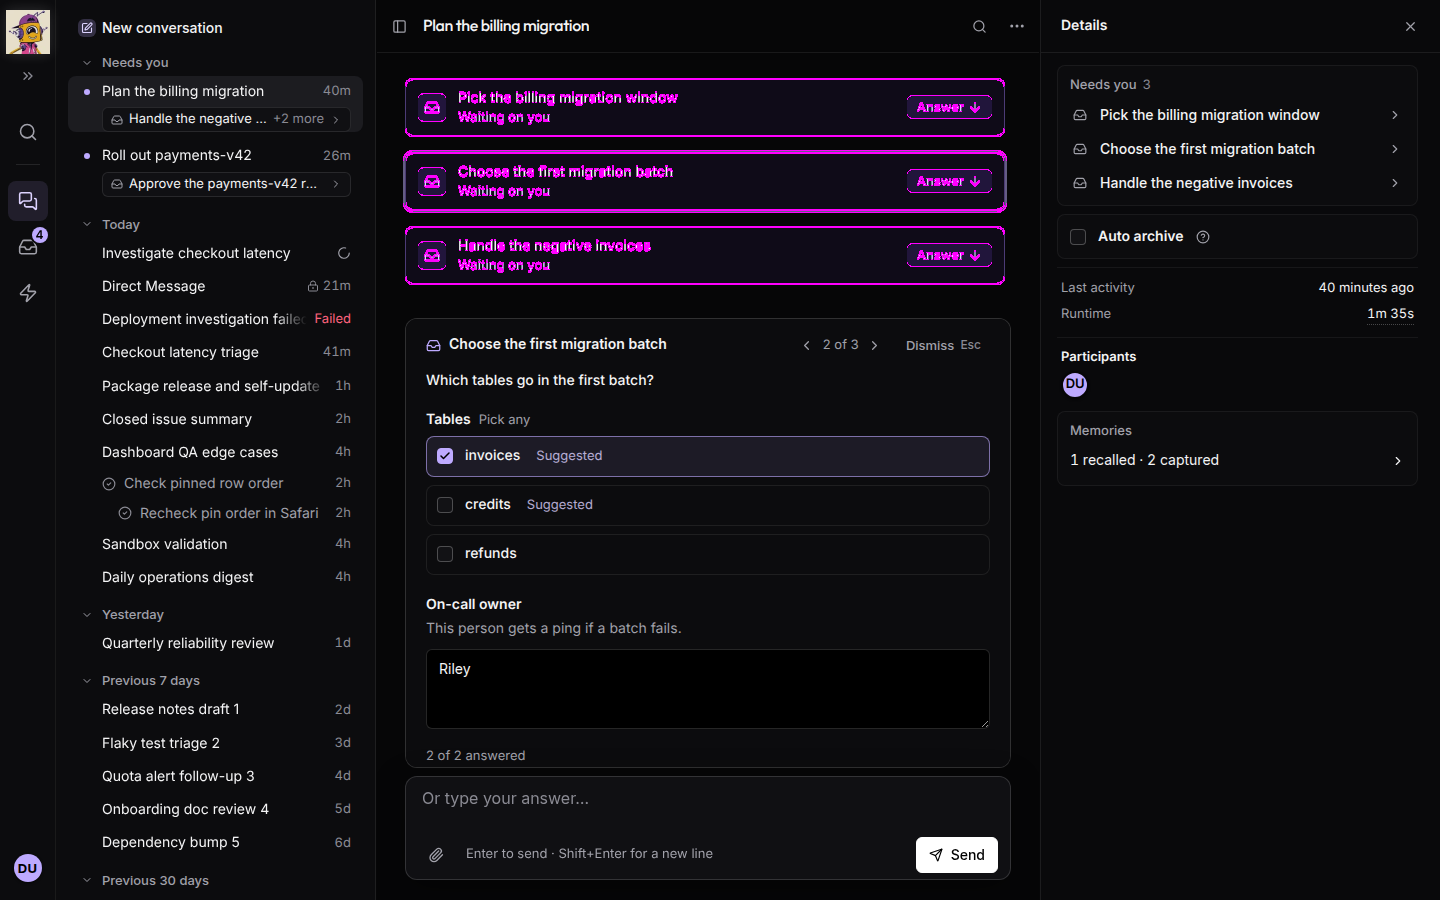 New conversation
Needs you
Plan the billing migration 40m
Handle the negative ... +2 more
Roll out payments-v42 26m
Approve the payments-v42 r...
Today
Investigate checkout latency
Direct Message 21m
Deployment investigation failed Failed
Checkout latency triage 41m
Package release and self-update 1h
Closed issue summary 2h
Dashboard QA edge cases 4h
Check pinned row order 2h
Recheck pin order in Safari 2h
Sandbox validation 4h
Daily operations digest 4h
Yesterday
Quarterly reliability review 1d
Previous 7 days
Release notes draft 1 2d
Flaky test triage 2 3d
Quota alert follow-up 3 4d
Onboarding doc review 4 5d
Dependency bump 5 6d
Previous 30 days
4
DU
Plan the billing migration
Pick the billing migration window
Waiting on you
Answer
Choose the first migration batch
Waiting on you
Answer
Handle the negative invoices
Waiting on you
Answer
Choose the first migration batch 2 of 3 Dismiss Esc
Which tables go in the first batch?
Tables Pick any
invoices Suggested
credits Suggested
refunds
On-call owner
This person gets a ping if a batch fails.
Riley
2 of 2 answered
Or type your answer...
Enter to send · Shift+Enter for a new line
Send
Details
Needs you 3
Pick the billing migration window
Choose the first migration batch
Handle the negative invoices
Auto archive
Last activity 40 minutes ago
Runtime 1m 35s
Participants
DU
Memories
1 recalled · 2 captured